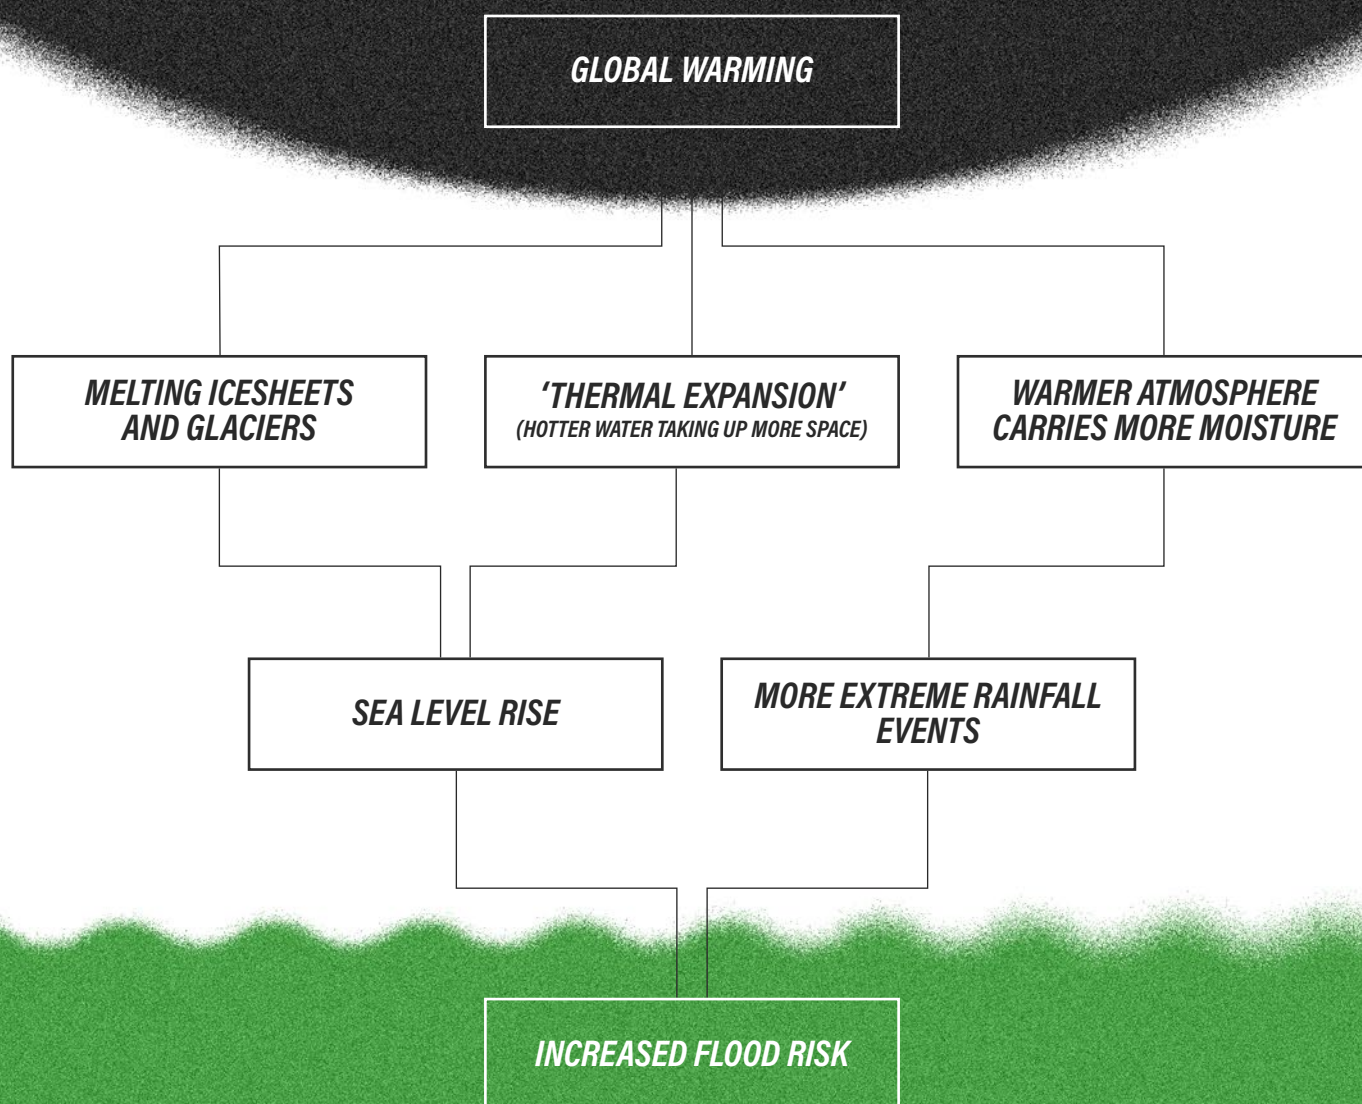 GLOBAL WARMING
MELTING ICESHEETS
AND GLACIERS
‘THERMAL EXPANSION’
(HOTTER WATER TAKING UP MORE SPACE)
WARMER ATMOSPHERE
CARRIES MORE MOISTURE
SEA LEVEL RISE
MORE EXTREME RAINFALL
EVENTS
INCREASED FLOOD RISK